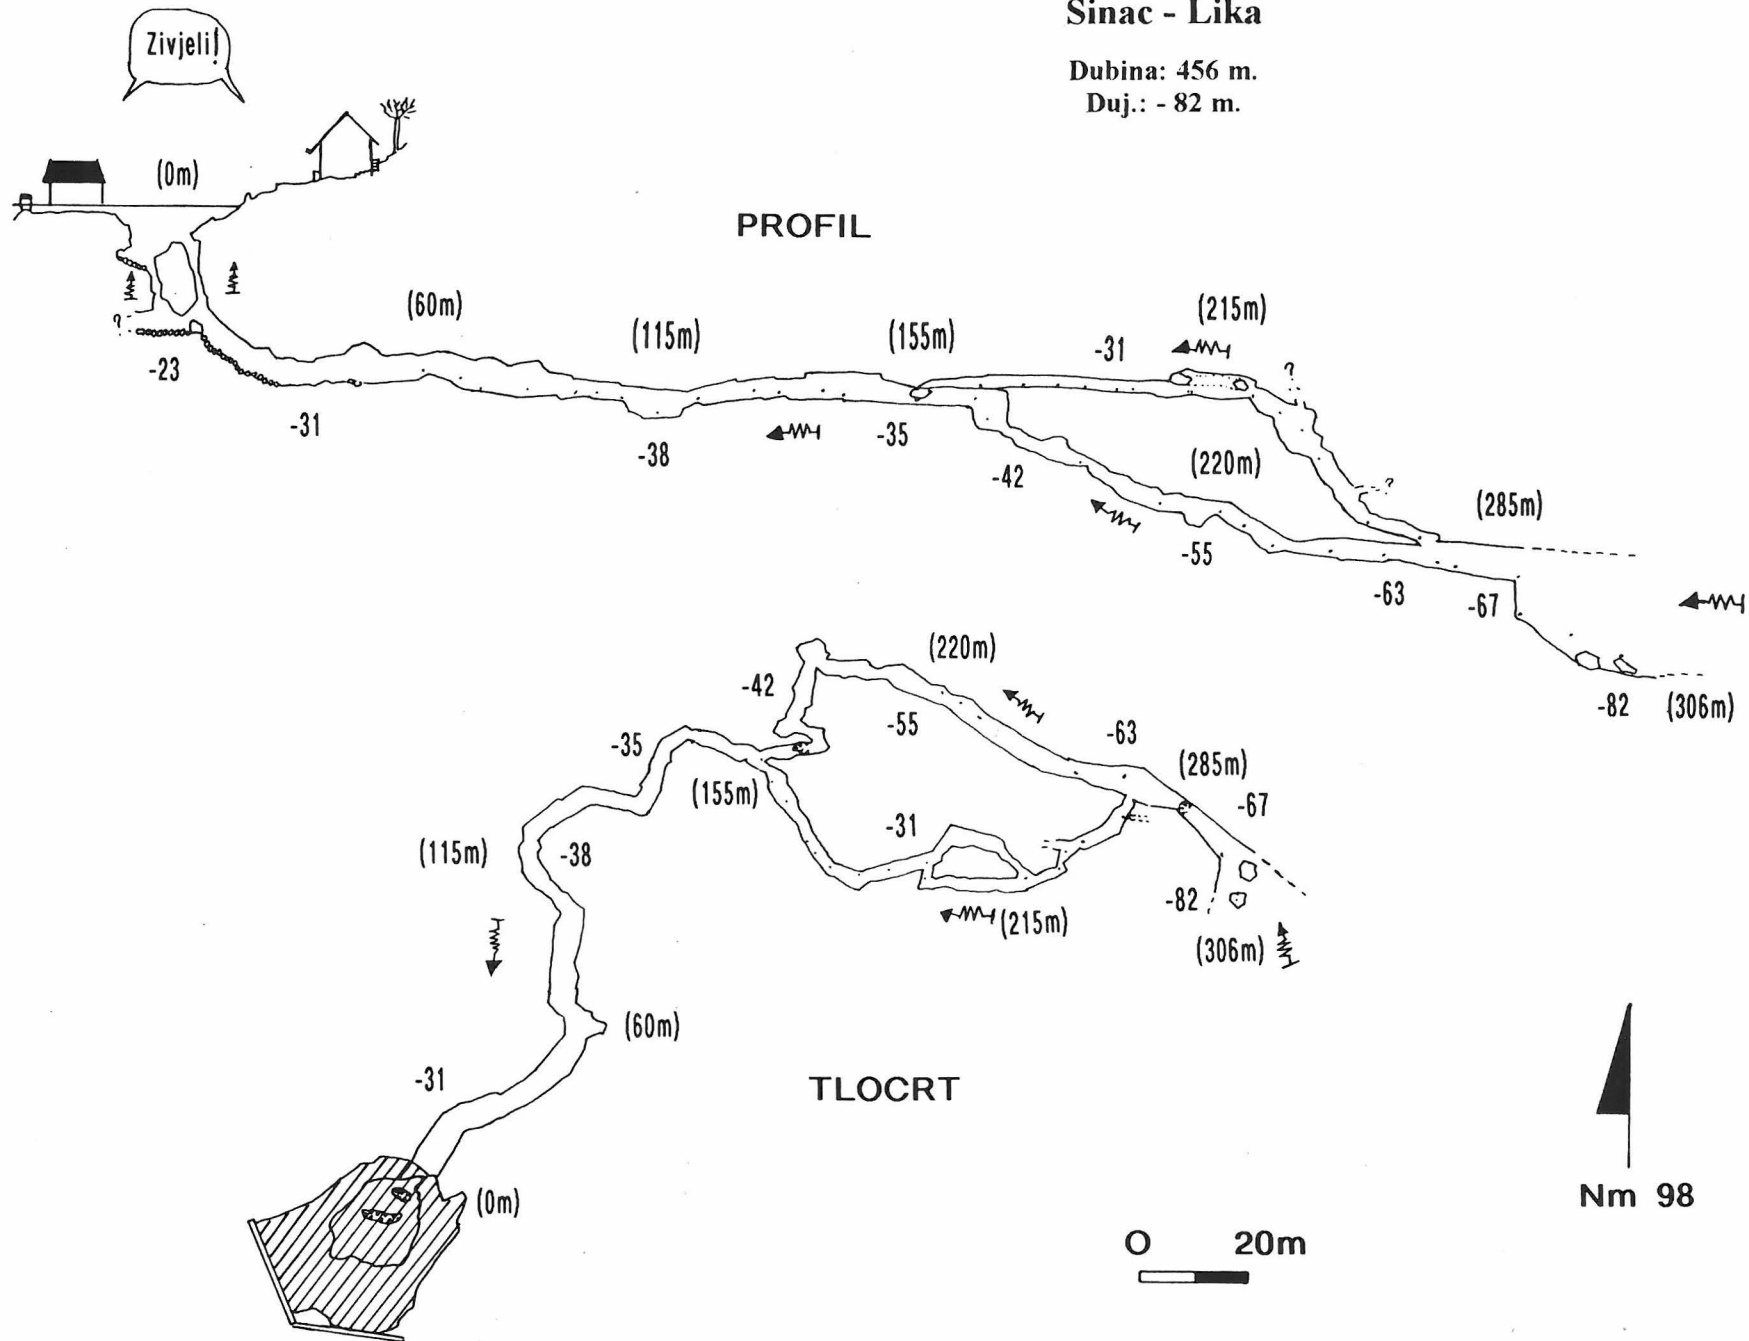 Sinac - Lika
Dubina: 456 m.
Duj.: - 82 m.
Zivjeli!
(0m)
PROFIL
(60m)
(115m)
(155m)
(215m)
-31
?
?
-23
-31
-38
-35
-42
(220m)
?
(285m)
-55
-63
-67
-82
(306m)
(220m)
-42
-55
-63
-35
(285m)
(155m)
-67
-31
(115m)
-38
-82
(215m)
(306m)
(60m)
-31
TLOCRT
(0m)
Nm 98
0 20m